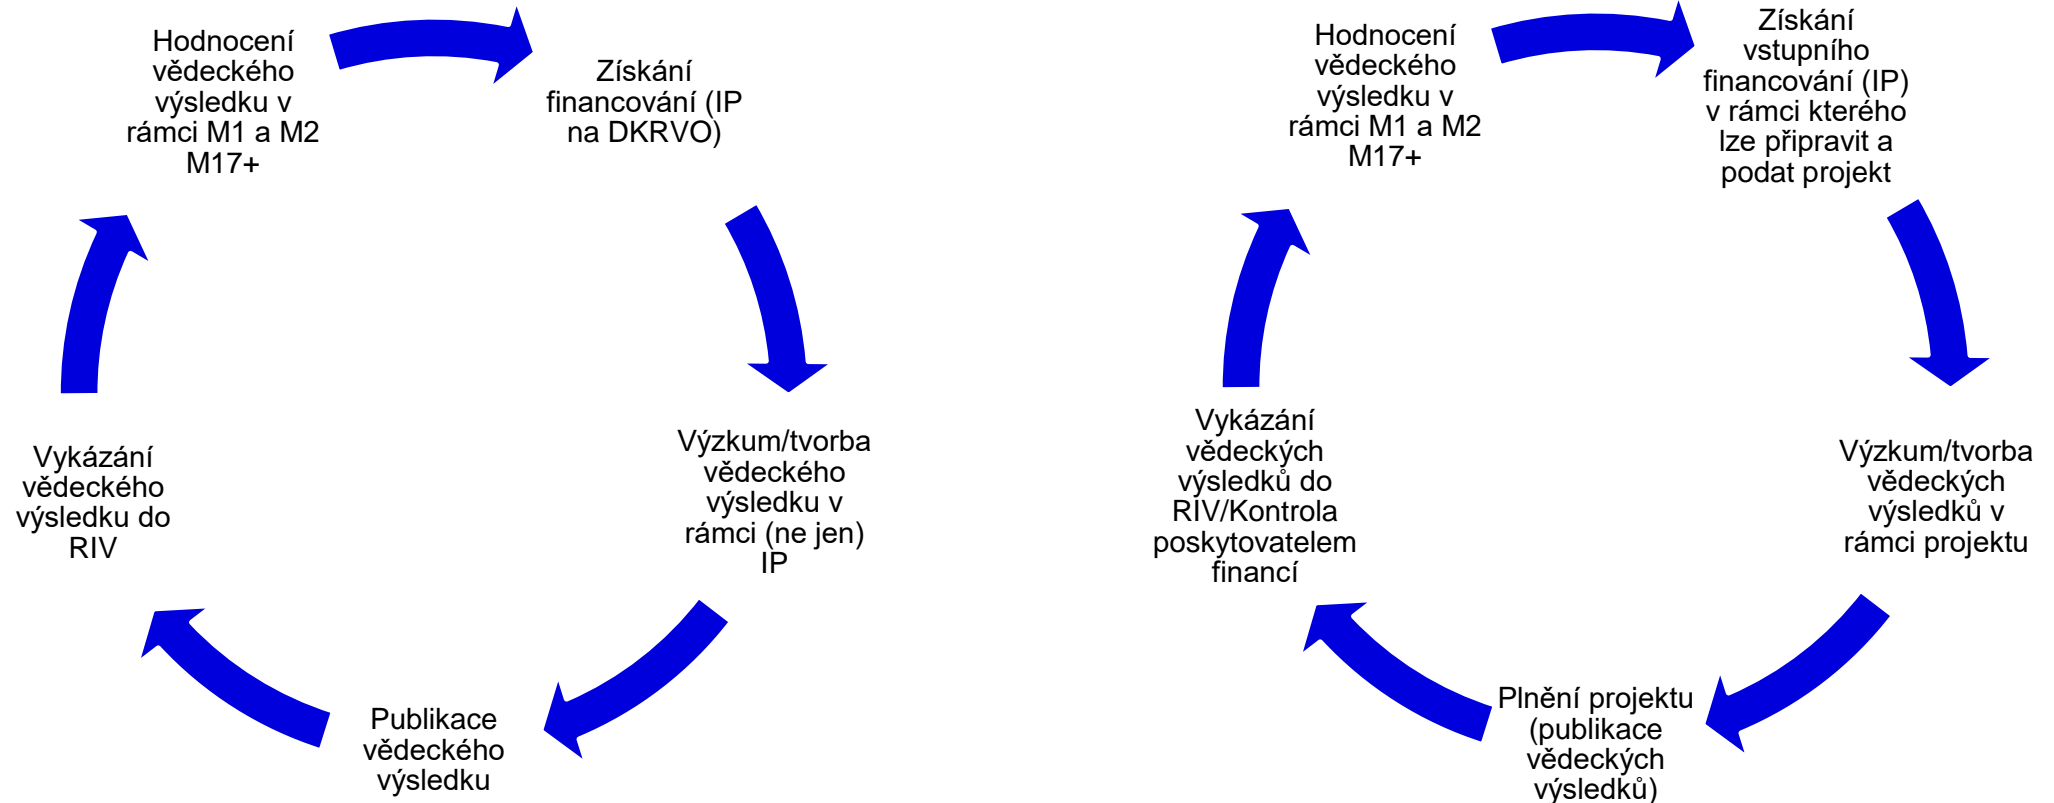 Hodnocení
vědeckého
výsledku v
rámci M1 a M2
M17+
Získání
financování (IP
na DKRVO)
Výzkum/tvorba
vědeckého
výsledku v
rámci (ne jen)
IP
Publikace
vědeckého
výsledku
Vykázání
vědeckého
výsledku do
RIV
Hodnocení
vědeckého
výsledku v
rámci M1 a M2
M17+
Získání
vstupního
financování (IP)
v rámci kterého
lze připravit a
podat projekt
Výzkum/tvorba
vědeckých
výsledků v
rámci projektu
Plnění projektu
(publikace
vědeckých
výsledků)
Vykázání
vědeckých
výsledků do
RIV/Kontrola
poskytovatelem
financí